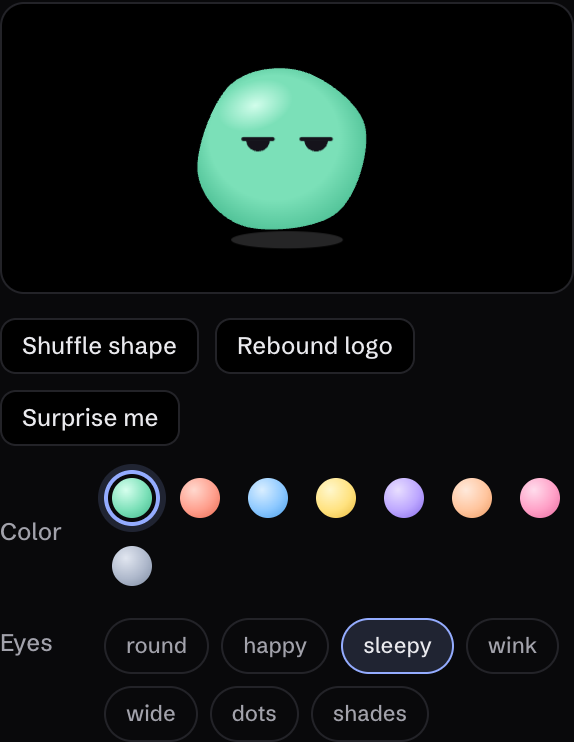 Shuffle shape Rebound logo
Surprise me
Color
Eyes round happy sleepy wink
wide dots shades